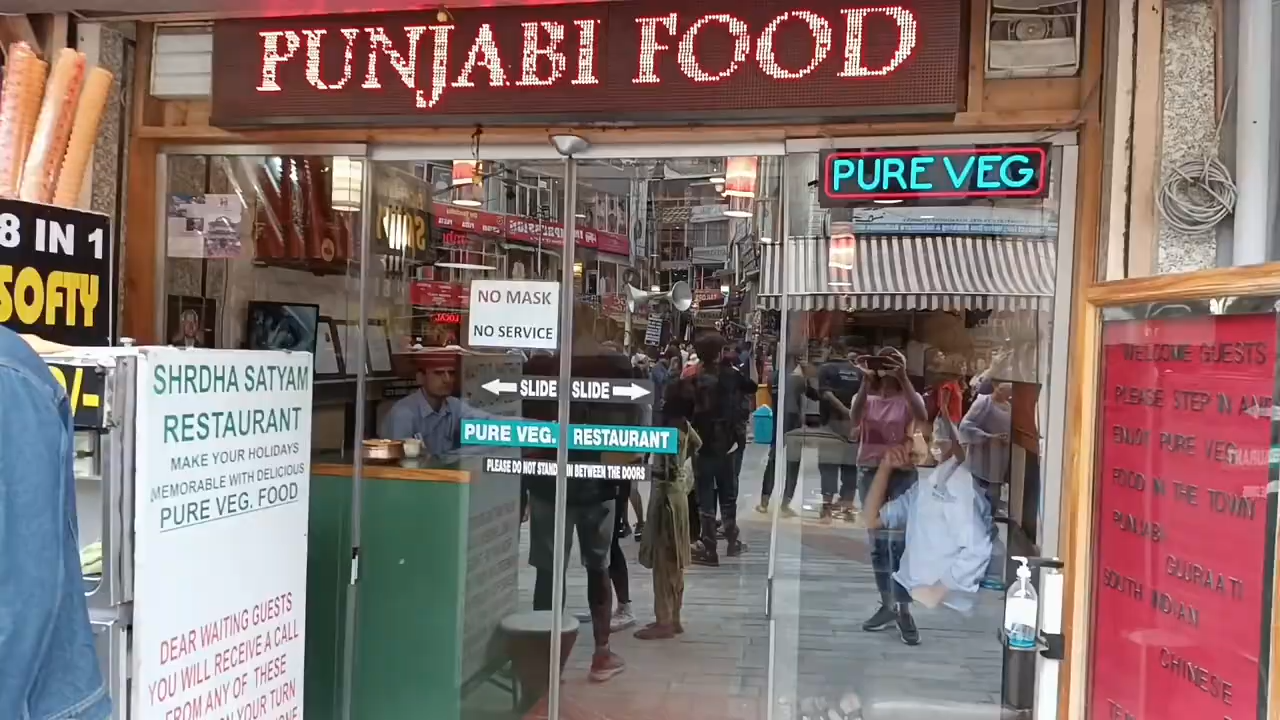 PUNJABI FOOD
PURE VEG
8 IN 1
SOFTY
NO MASK
NO SERVICE
SLIDE SLIDE
PURE VEG. RESTAURANT
PLEASE DO NOT STAND IN BETWEEN THE DOORS
SHRDHA SATYAM
RESTAURANT
MAKE YOUR HOLIDAYS
MEMORABLE WITH DELICIOUS
PURE VEG. FOOD
DEAR WAITING GUESTS
YOU WILL RECEIVE A CALL
FROM ANY OF THESE
YOUR TURN
WELCOME GUESTS
PLEASE STEP IN AND
ENJOY PURE VEG
FOOD IN THE TOWN
PUNJABI
GUJRAATI
SOUTH INDIAN
CHINESE